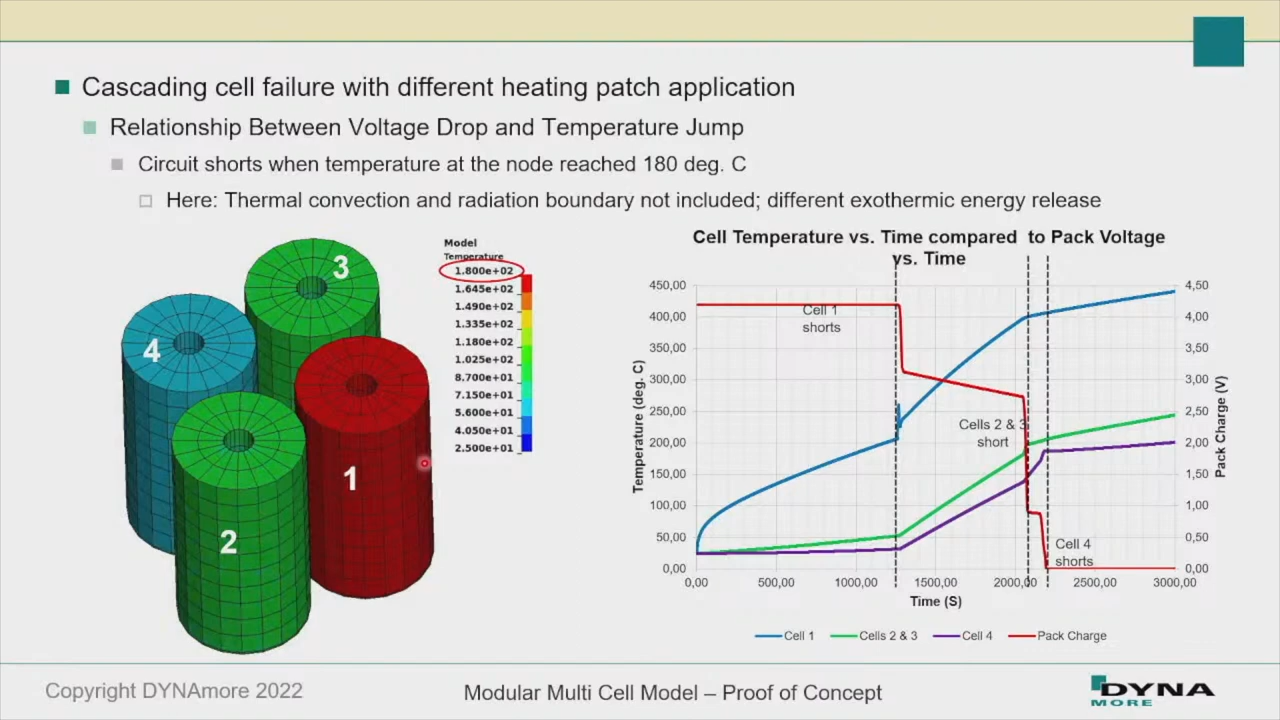 Cascading cell failure with different heating patch application
Relationship Between Voltage Drop and Temperature Jump
Circuit shorts when temperature at the node reached 180 deg. C
Here: Thermal convection and radiation boundary not included; different exothermic energy release
3
4
1
2
Model
Temperature
1.800e+02
1.645e+02
1.490e+02
1.335e+02
1.180e+02
1.025e+02
8.700e+01
7.150e+01
5.600e+01
4.050e+01
2.500e+01
Cell Temperature vs. Time compared to Pack Voltage
vs. Time
Temperature (deg. C)
450,00
400,00
350,00
300,00
250,00
200,00
150,00
100,00
50,00
0,00
Cell 1
shorts
Cells 2 & 3
short
Cell 4
shorts
4,50
4,00
3,50
3,00
2,50
2,00
1,50
1,00
0,50
0,00
Pack Charge (V)
0,00 500,00 1000,00 1500,00 2000,00 2500,00 3000,00
Time (S)
Cell 1 Cells 2 & 3 Cell 4 Pack Charge
Copyright DYNAmore 2022
Modular Multi Cell Model – Proof of Concept
DYNA
MORE